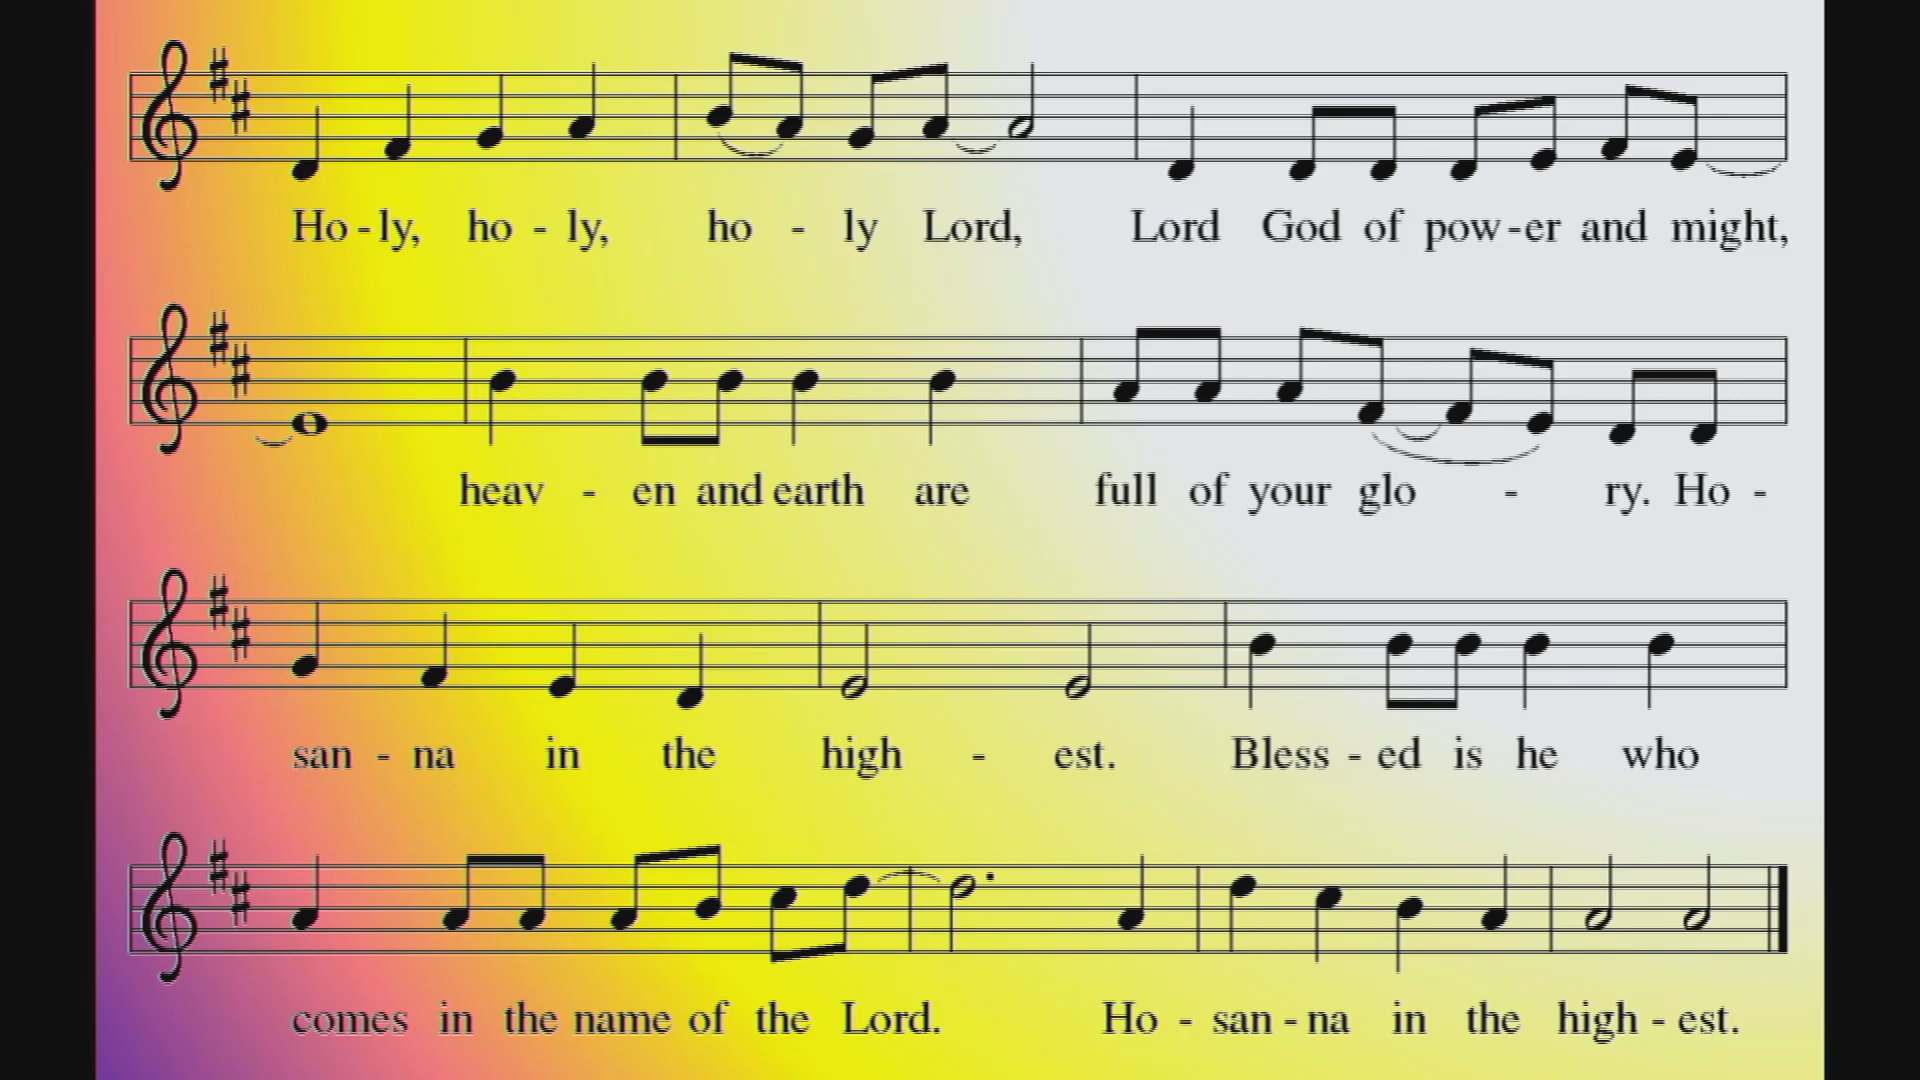 Ho - ly, ho - ly, ho - ly Lord, Lord God of pow - er and might,
heav - en and earth are full of your glo - ry. Ho -
san - na in the high - est. Bless - ed is he who
comes in the name of the Lord. Ho - san - na in the high - est.